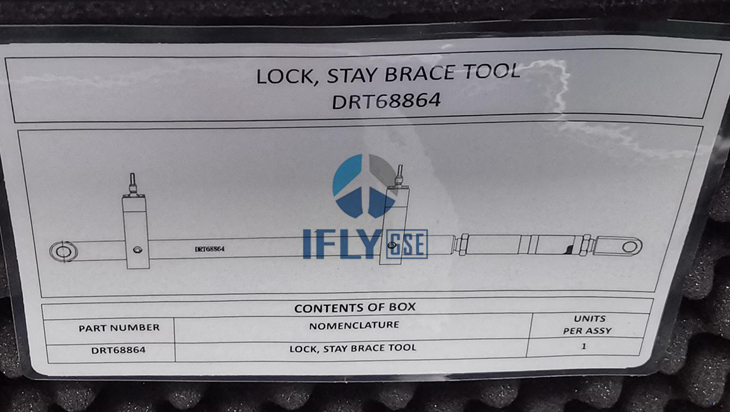 LOCK, STAY BRACE TOOL
DRT68864
DRT68864
IFLY GSE
CONTENTS OF BOX
PART NUMBER NOMENCLATURE UNITS PER ASSY
DRT68864 LOCK, STAY BRACE TOOL 1